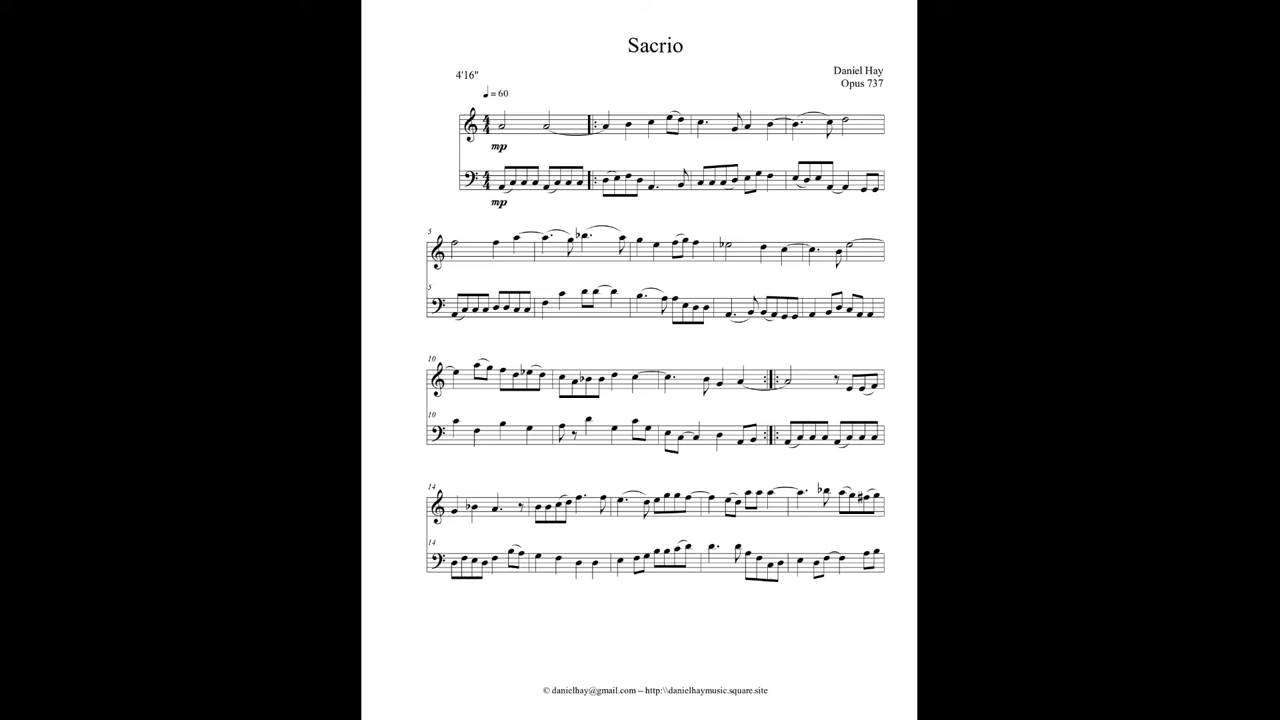 Sacrio
4'16"
Daniel Hay
Opus 737
= 60
mp
mp
5
5
10
10
14
14
© danielhay@gmail.com – http:\\danielhaymusic.square.site